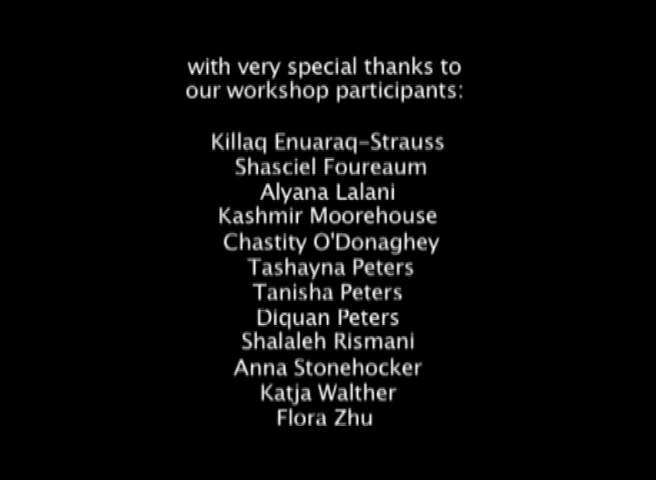 with very special thanks to
our workshop participants:
Killaq Enuaraq-Strauss
Shasciel Foureaum
Alyana Lalani
Kashmir Moorehouse
Chastity O'Donaghey
Tashayna Peters
Tanisha Peters
Diquan Peters
Shalaleh Rismani
Anna Stonehocker
Katja Walther
Flora Zhu